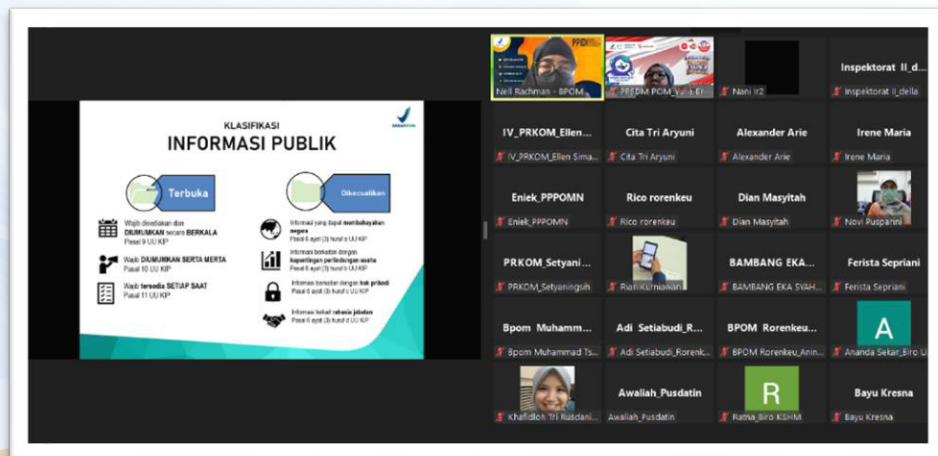 KLASIFIKASI
INFORMASI PUBLIK
BADAN POM
Terbuka
Wajib disediakan dan
DIUMUMKAN secara BERKALA
Pasal 9 UU KIP
Wajib DIUMUMKAN SERTA MERTA
Pasal 10 UU KIP
Wajib tersedia SETIAP SAAT
Pasal 11 UU KIP
Dikecualikan
Informasi yang dapat membahayakan
negara
Pasal 6 ayat (3) huruf a UU KIP
Informasi berkaitan dengan
kepentingan perlindungan usaha
Pasal 6 ayat (3) huruf b UU KIP
Informasi berkaitan dengan hak pribadi
Pasal 6 ayat (3) huruf c UU KIP
Informasi terkait rahasia jabatan
Pasal 6 ayat (3) huruf d UU KIP
PPID
Nell Rachman - BPOM
PPSDM POM
Nani Ir2
Inspektorat II_d...
Inspektorat II_della
IV_PRKOM_Ellen...
IV_PRKOM_Ellen Sima...
Cita Tri Aryuni
Cita Tri Aryuni
Alexander Arie
Alexander Arie
Irene Maria
Irene Maria
Eniek_PPPOMN
Eniek_PPPOMN
Rico rorenkeu
Rico rorenkeu
Dian Masyitah
Dian Masyitah
Novi Pusparini
PRKOM_Setyani...
PRKOM_Setyaningsih
Rian Kurniawan
BAMBANG EKA...
BAMBANG EKA SYAH...
Ferista Sepriani
Ferista Sepriani
Bpom Muhamm...
Bpom Muhammad Ts...
Adi Setiabudi_R...
Adi Setiabudi_Rorenk...
BPOM Rorenkeu...
BPOM Rorenkeu_Anin...
A
Ananda Sekar_Biro U
Khafidloh Tri Rusdani...
Awaliah_Pusdatin
Awaliah_Pusdatin
R
Ratna_Biro KSHM
Bayu Kresna
Bayu Kresna